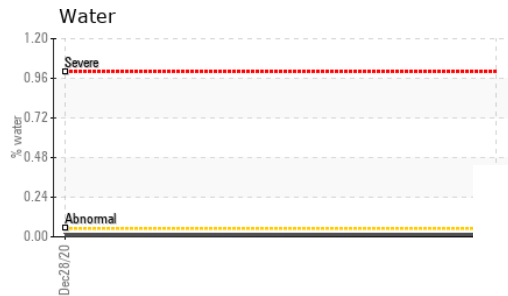 Water
1.20
Severe
0.96
0.72
% water
0.48
0.24
Abnormal
0.00
Dec28/20